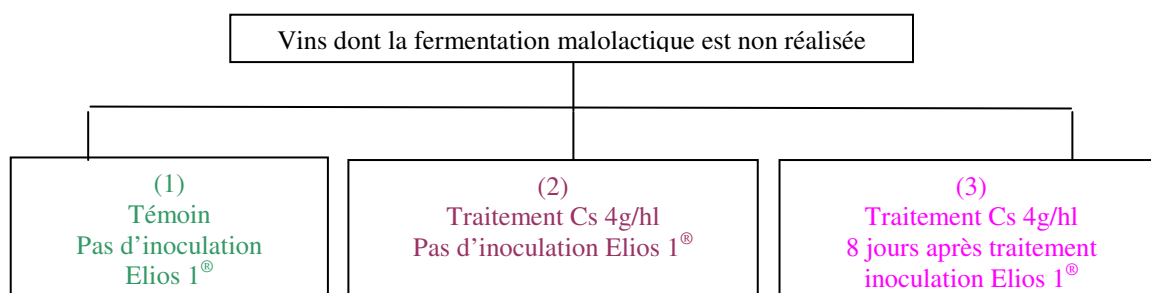 Vins dont la fermentation malolactique est non réalisée
(1)
Témoin
Pas d'inoculation
Elios 1®
(2)
Traitement Cs 4g/hl
Pas d'inoculation Elios 1®
(3)
Traitement Cs 4g/hl
8 jours après traitement
inoculation Elios 1®